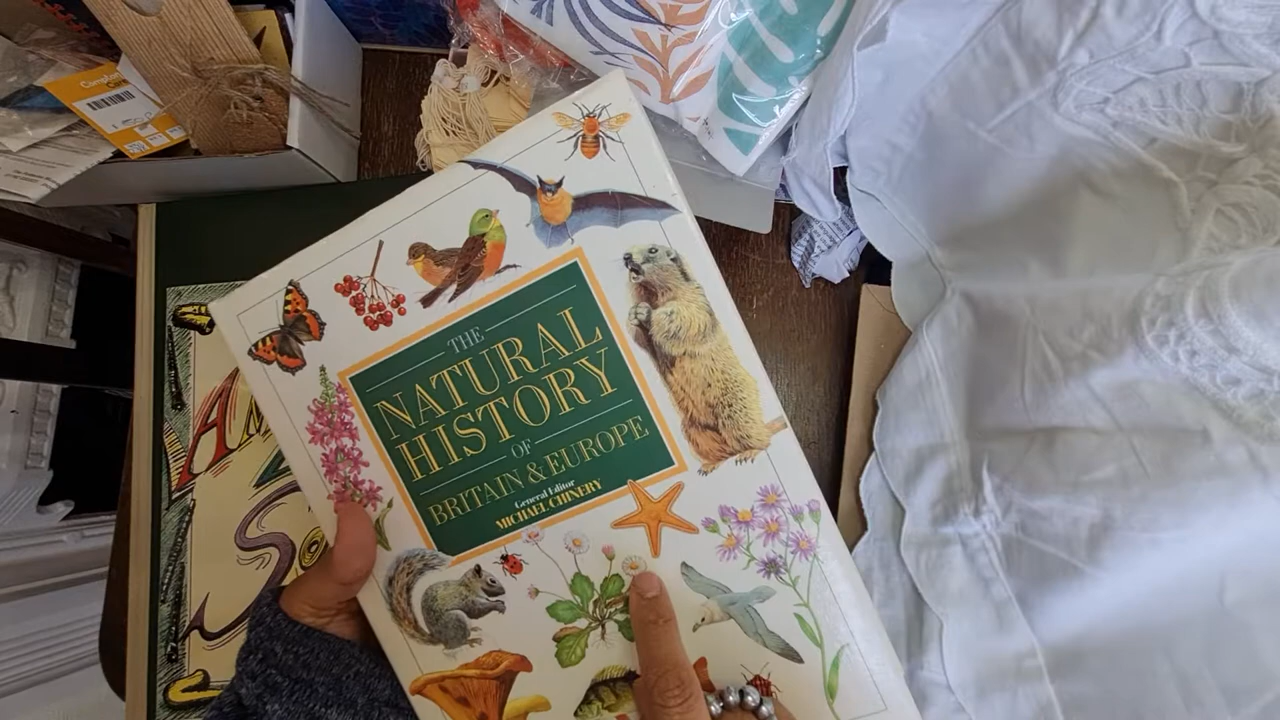 THE
NATURAL
HISTORY
OF
BRITAIN & EUROPE
General Editor
MICHAEL CHINERY